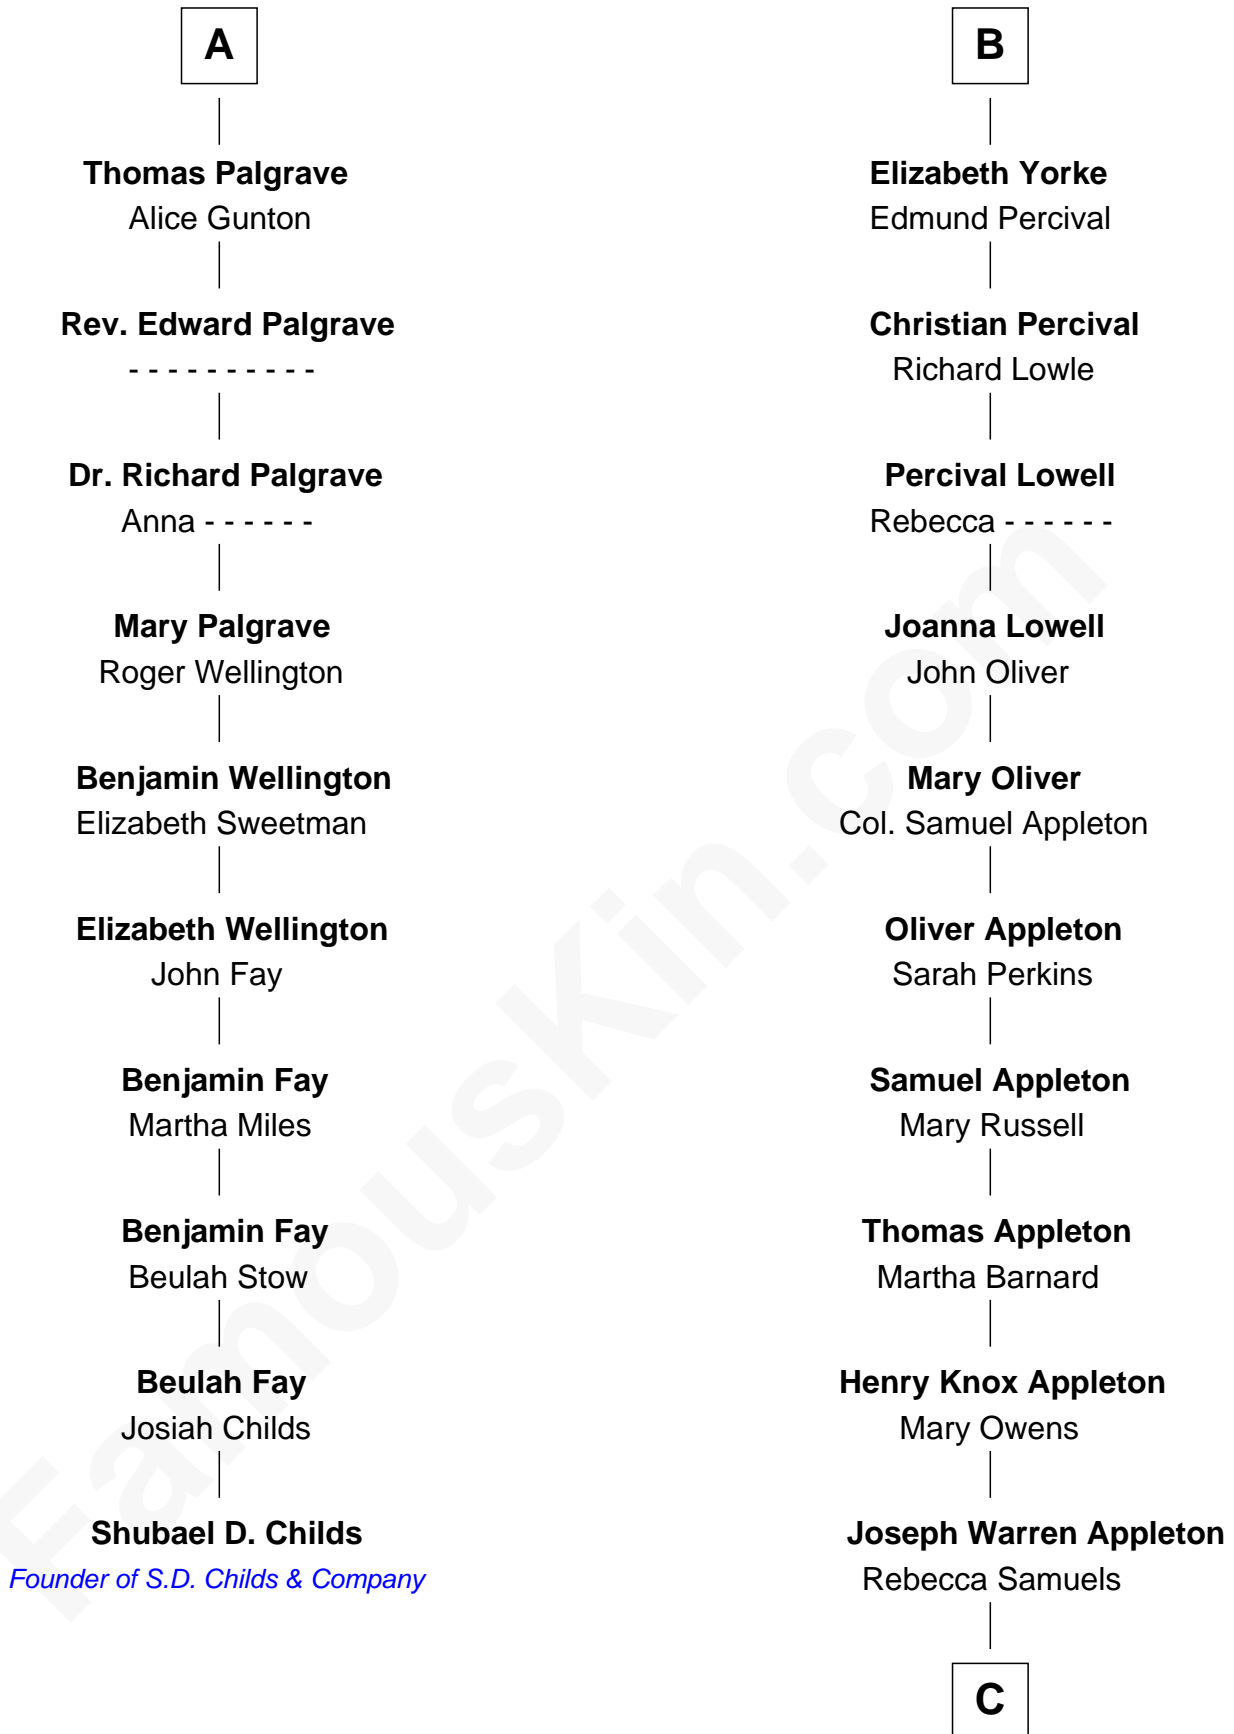 A
Thomas Palgrave
Alice Gunton
Rev. Edward Palgrave
- - - - - - - - - -
Dr. Richard Palgrave
Anna - - - - - -
Mary Palgrave
Roger Wellington
Benjamin Wellington
Elizabeth Sweetman
Elizabeth Wellington
John Fay
Benjamin Fay
Martha Miles
Benjamin Fay
Beulah Stow
Beulah Fay
Josiah Childs
Shubael D. Childs
Founder of S.D. Childs & Company
B
Elizabeth Yorke
Edmund Percival
Christian Percival
Richard Lowle
Percival Lowell
Rebecca - - - - - -
Joanna Lowell
John Oliver
Mary Oliver
Col. Samuel Appleton
Oliver Appleton
Sarah Perkins
Samuel Appleton
Mary Russell
Thomas Appleton
Martha Barnard
Henry Knox Appleton
Mary Owens
Joseph Warren Appleton
Rebecca Samuels
C
FamousKin.com